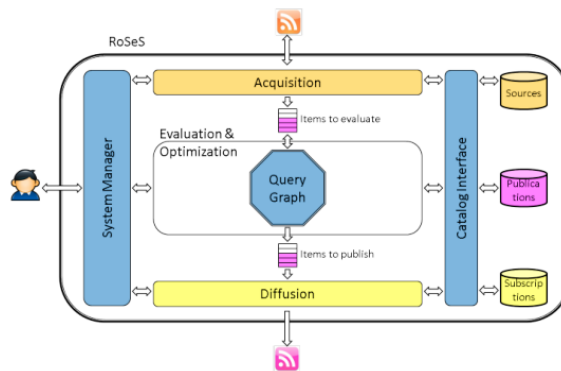 RoSeS
Acquisition
Sources
Items to evaluate
Evaluation &
Optimization
System Manager
Query
Graph
Catalog Interface
Publica
tions
Items to publish
Diffusion
Subscrip
tions